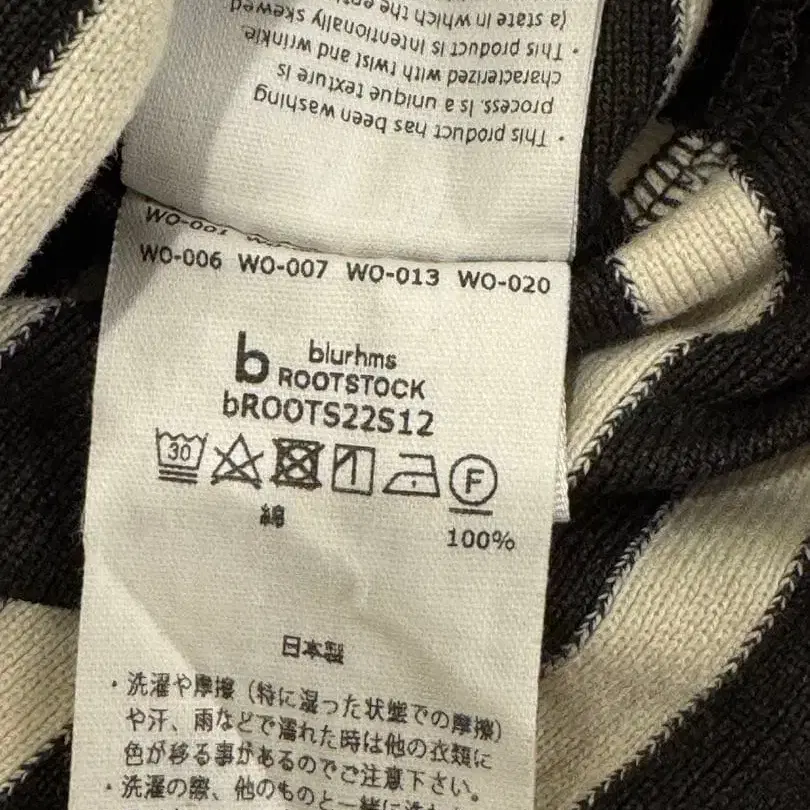 • This product has been washing
process. Is a unique texture is
characterized with twist and wrinkle.
• This product is intentionally skewed
(a state in which the
WO-001
WO-006 WO-007 WO-013 WO-020
b blurhms
ROOTSTOCK
bROOTS22S12
30
F
綿
100%
日本製
・洗濯や摩擦（特に湿った状態での摩擦）
や汗、雨などで濡れた時は他の衣類に
色が移る事があるのでご注意下さい。
・洗濯の際、他のものと一緒に洗